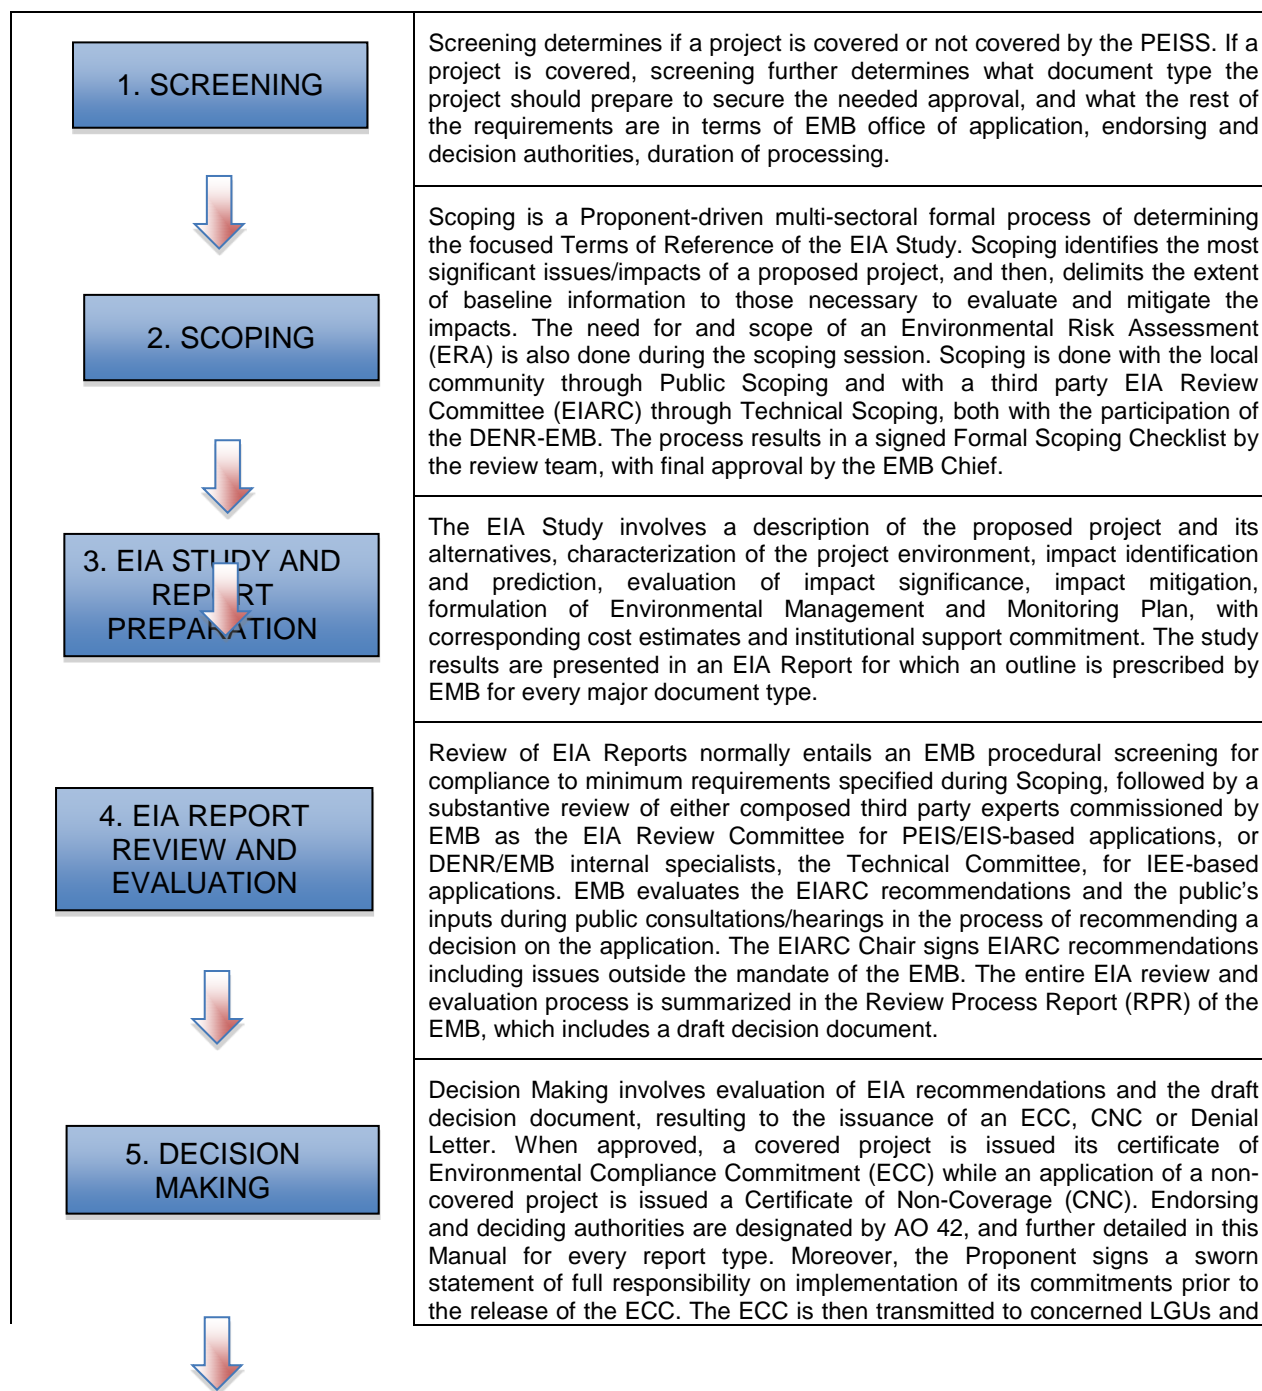 1. SCREENING
Screening determines if a project is covered or not covered by the PEISS. If a
project is covered, screening further determines what document type the
project should prepare to secure the needed approval, and what the rest of
the requirements are in terms of EMB office of application, endorsing and
decision authorities, duration of processing.
2. SCOPING
Scoping is a Proponent-driven multi-sectoral formal process of determining
the focused Terms of Reference of the EIA Study. Scoping identifies the most
significant issues/impacts of a proposed project, and then, delimits the extent
of baseline information to those necessary to evaluate and mitigate the
impacts. The need for and scope of an Environmental Risk Assessment
(ERA) is also done during the scoping session. Scoping is done with the local
community through Public Scoping and with a third party EIA Review
Committee (EIARC) through Technical Scoping, both with the participation of
the DENR-EMB. The process results in a signed Formal Scoping Checklist by
the review team, with final approval by the EMB Chief.
3. EIA STUDY AND
REPORT
PREPARATION
The EIA Study involves a description of the proposed project and its
alternatives, characterization of the project environment, impact identification
and prediction, evaluation of impact significance, impact mitigation,
formulation of Environmental Management and Monitoring Plan, with
corresponding cost estimates and institutional support commitment. The study
results are presented in an EIA Report for which an outline is prescribed by
EMB for every major document type.
4. EIA REPORT
REVIEW AND
EVALUATION
Review of EIA Reports normally entails an EMB procedural screening for
compliance to minimum requirements specified during Scoping, followed by a
substantive review of either composed third party experts commissioned by
EMB as the EIA Review Committee for PEIS/EIS-based applications, or
DENR/EMB internal specialists, the Technical Committee, for IEE-based
applications. EMB evaluates the EIARC recommendations and the public's
inputs during public consultations/hearings in the process of recommending a
decision on the application. The EIARC Chair signs EIARC recommendations
including issues outside the mandate of the EMB. The entire EIA review and
evaluation process is summarized in the Review Process Report (RPR) of the
EMB, which includes a draft decision document.
5. DECISION
MAKING
Decision Making involves evaluation of EIA recommendations and the draft
decision document, resulting to the issuance of an ECC, CNC or Denial
Letter. When approved, a covered project is issued its certificate of
Environmental Compliance Commitment (ECC) while an application of a non-
covered project is issued a Certificate of Non-Coverage (CNC). Endorsing
and deciding authorities are designated by AO 42, and further detailed in this
Manual for every report type. Moreover, the Proponent signs a sworn
statement of full responsibility on implementation of its commitments prior to
the release of the ECC. The ECC is then transmitted to concerned LGUs and